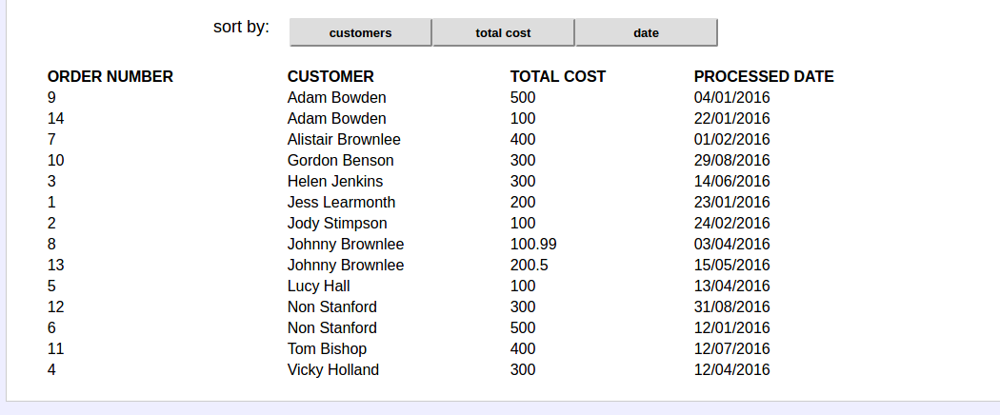 sort by: customers total cost date
ORDER NUMBER CUSTOMER TOTAL COST PROCESSED DATE
9 Adam Bowden 500 04/01/2016
14 Adam Bowden 100 22/01/2016
7 Alistair Brownlee 400 01/02/2016
10 Gordon Benson 300 29/08/2016
3 Helen Jenkins 300 14/06/2016
1 Jess Learmonth 200 23/01/2016
2 Jody Stimpson 100 24/02/2016
8 Johnny Brownlee 100.99 03/04/2016
13 Johnny Brownlee 200.5 15/05/2016
5 Lucy Hall 100 13/04/2016
12 Non Stanford 300 31/08/2016
6 Non Stanford 500 12/01/2016
11 Tom Bishop 400 12/07/2016
4 Vicky Holland 300 12/04/2016